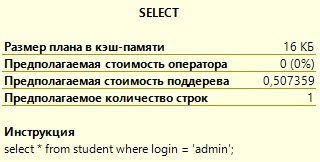 SELECT
Размер плана в кэш-памяти 16 КБ
Предполагаемая стоимость оператора 0 (0%)
Предполагаемая стоимость поддерева 0,507359
Предполагаемое количество строк 1
Инструкция
select * from student where login = 'admin';